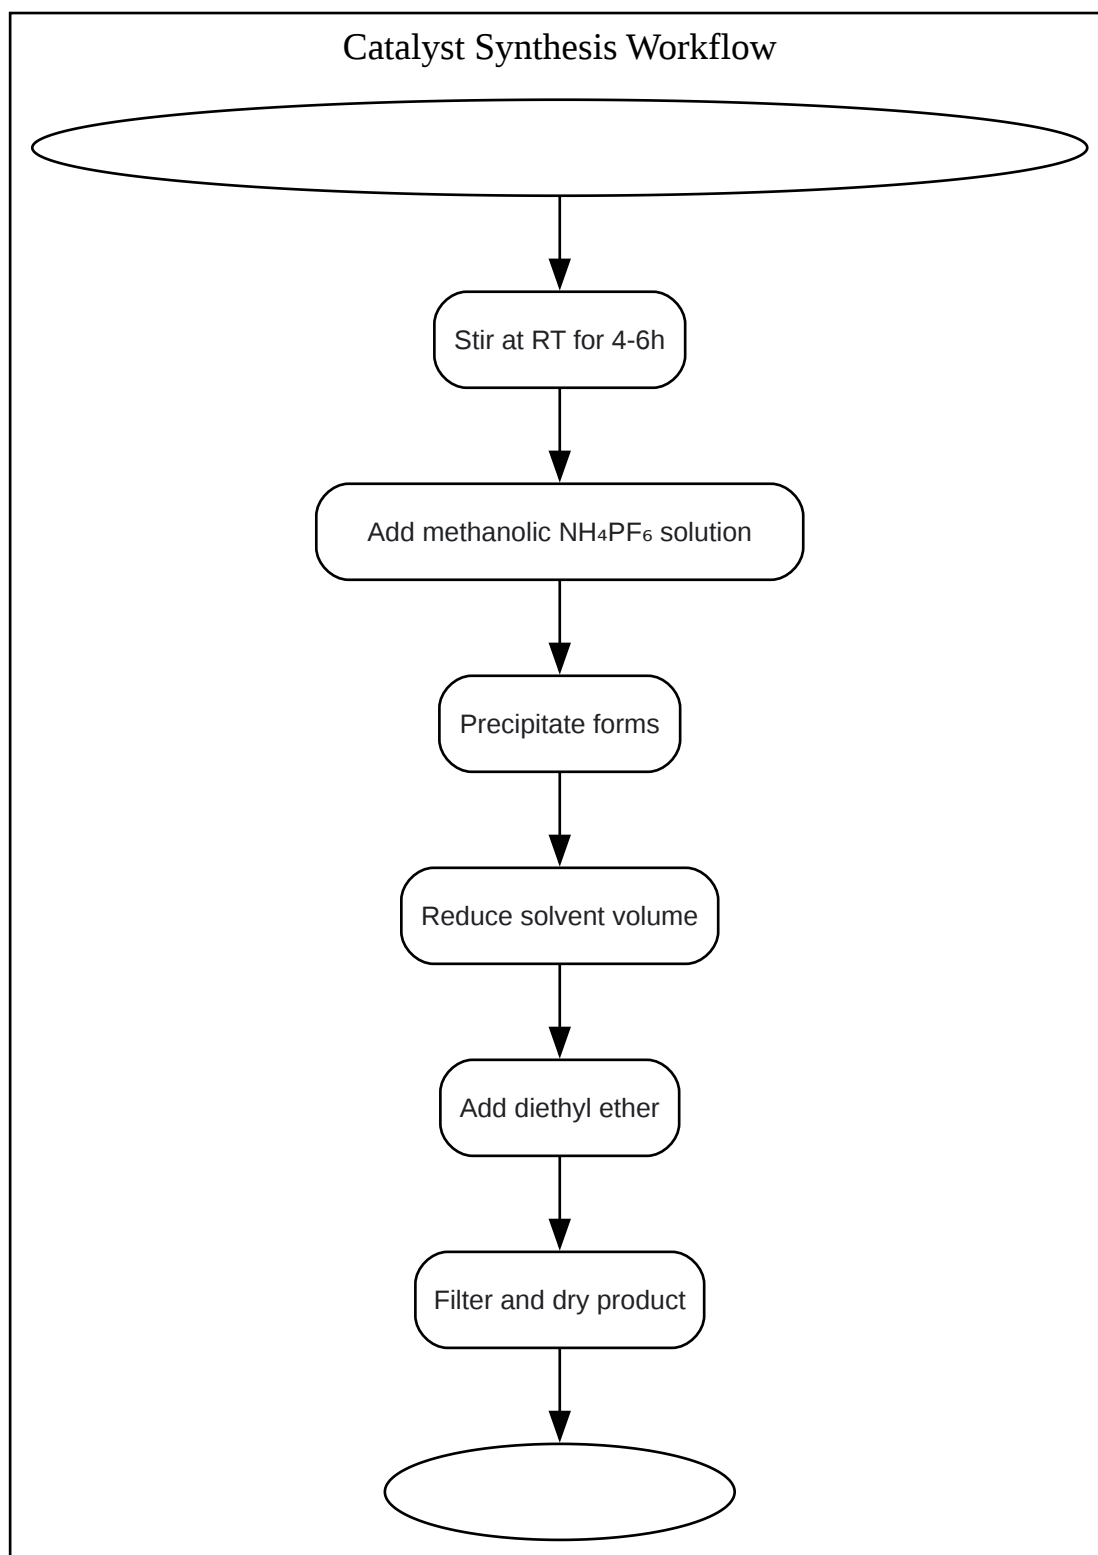 Catalyst Synthesis Workflow
Stir at RT for 4-6h
Add methanolic NH₄PF₆ solution
Precipitate forms
Reduce solvent volume
Add diethyl ether
Filter and dry product